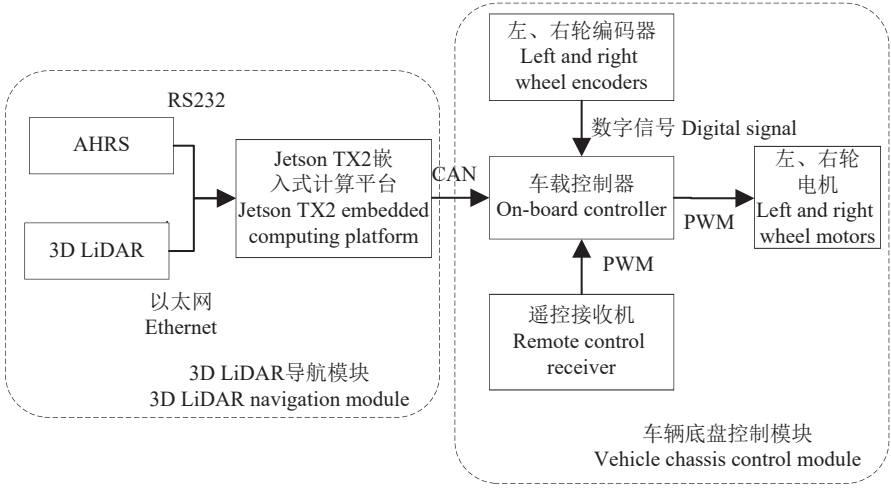 RS232
AHRS
3D LiDAR
以太网
Ethernet
Jetson TX2嵌
入式计算平台
Jetson TX2 embedded
computing platform
3D LiDAR导航模块
3D LiDAR navigation module
CAN
左、右轮编码器
Left and right
wheel encoders
数字信号 Digital signal
车载控制器
On-board controller
PWM
左、右轮
电机
Left and right
wheel motors
PWM
遥控接收机
Remote control
receiver
车辆底盘控制模块
Vehicle chassis control module